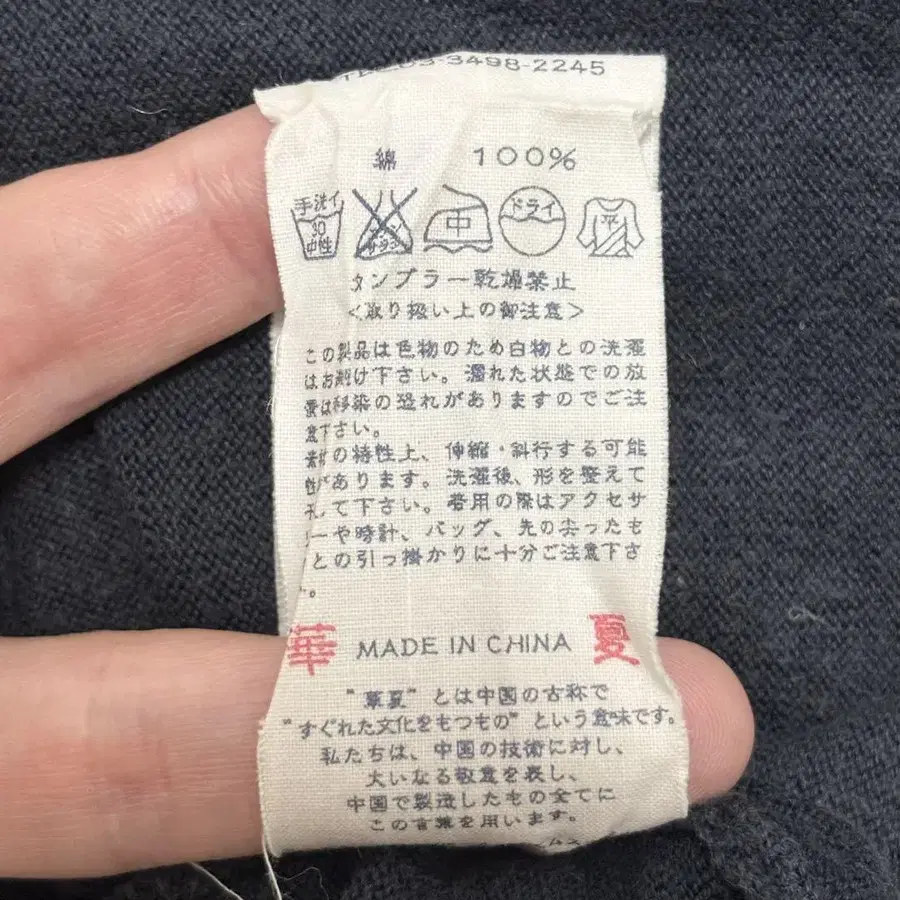 03-3498-2245
綿 100%
手洗イ 30 中性 中 ドライ 平
タンブラー乾燥禁止
<取り扱い上の御注意>
この製品は色物のため白物との洗濯
はお避け下さい。濡れた状態での放
置は移染の恐れがありますのでご注
意下さい。
素材の特性上、伸縮・斜行する可能
性があります。洗濯後、形を整えて
干して下さい。着用の際はアクセサ
リーや時計、バッグ、先の尖ったも
のとの引っ掛かりに十分ご注意下さ
い。
華 MADE IN CHINA 夏
"華夏" とは中国の古称で
"すぐれた文化をもつもの" という意味です。
私たちは、中国の技術に対し、
大いなる敬意を表し、
中国で製造したもの全てに
この言葉を用います。